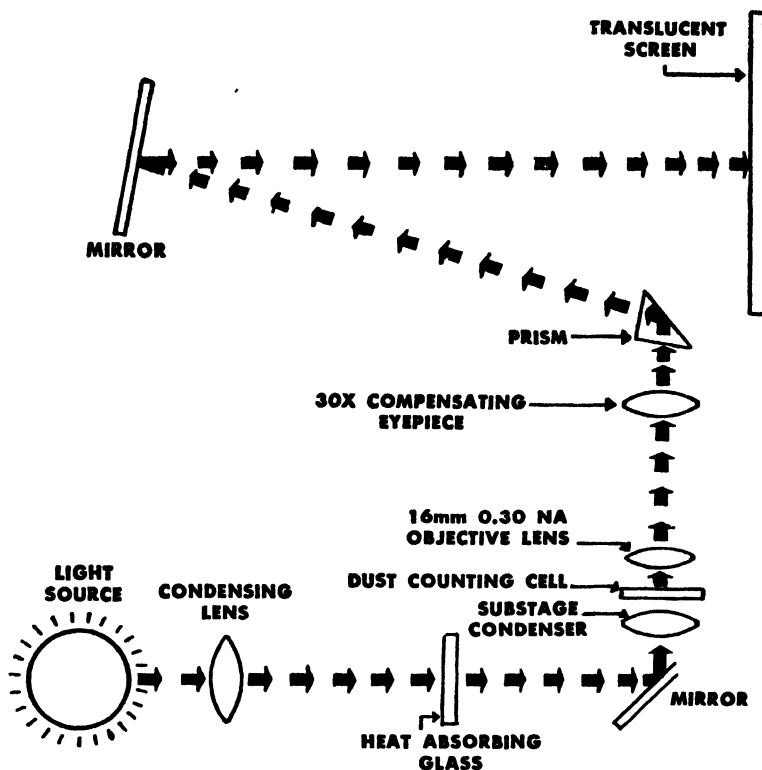 TRANSLUCENT
SCREEN
MIRROR
PRISM
30X COMPENSATING
EYEPIECE
16mm 0.30 NA
OBJECTIVE LENS
DUST COUNTING CELL
SUBSTAGE
CONDENSER
LIGHT
SOURCE
CONDENSING
LENS
MIRROR
HEAT ABSORBING
GLASS